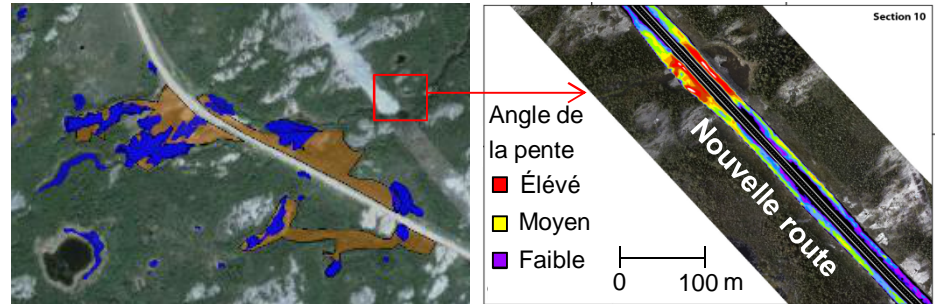 Section 10
Angle de
la pente
Élévé
Moyen
Faible
0 100 m
Nouvelle route